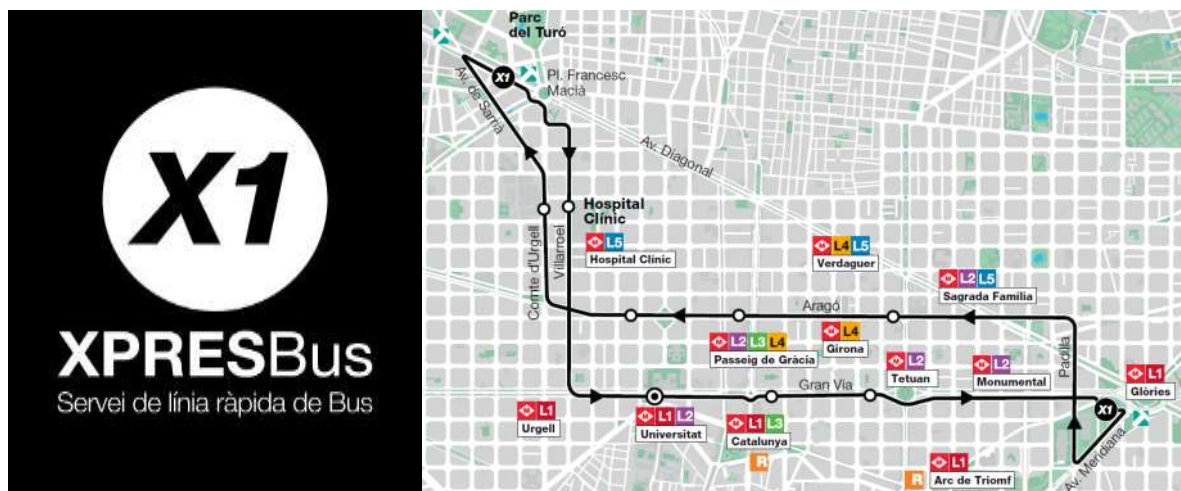 X1
XPRESBus
Servei de línia ràpida de Bus
Parc
del Turó
X1
Pl. Francesc
Macià
Av. de Sarrià
Av. Diagonal
Hospital
Clínic
M L5
Hospital Clínic
Comte d'Urgell
Villarroel
M L4 L5
Verdaguer
M L2 L5
Sagrada Família
Aragó
M L2 L3 L4
Passeig de Gràcia
M L4
Girona
M L2
Tetuan
M L2
Monumental
Padilla
M L1
Glòries
Gran Via
X1
M L1
Urgell
M L1 L2
Universitat
M L1 L3
Catalunya
R
R
M L1
Arc de Triomf
Av. Meridiana